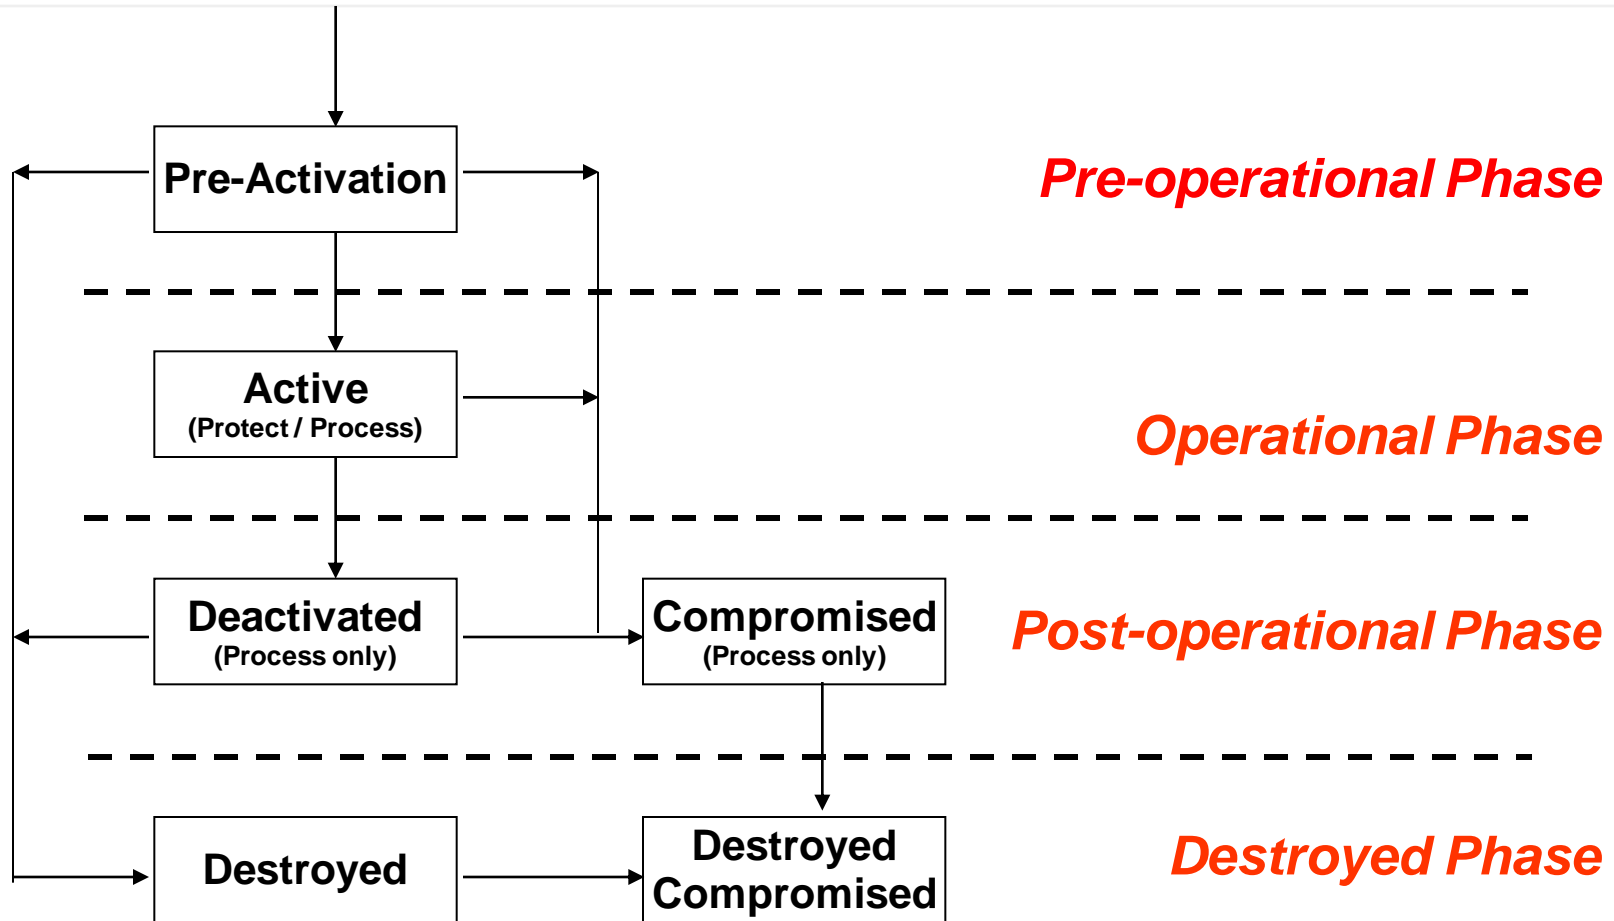 Pre-Activation
Pre-operational Phase
Active
(Protect / Process)
Operational Phase
Deactivated
(Process only)
Compromised
(Process only)
Post-operational Phase
Destroyed
Destroyed
Compromised
Destroyed Phase